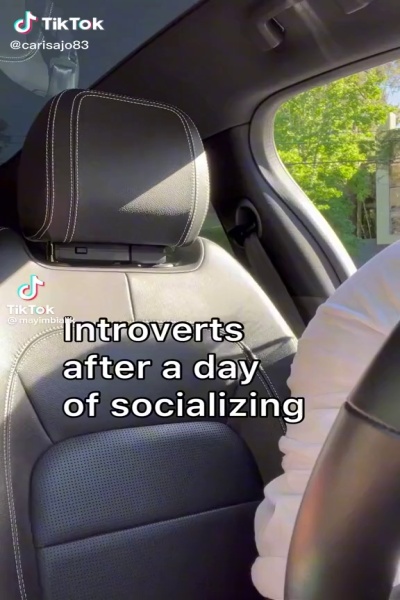 TikTok
@carisajo83
TikTok
Introverts
after a day
of socializing